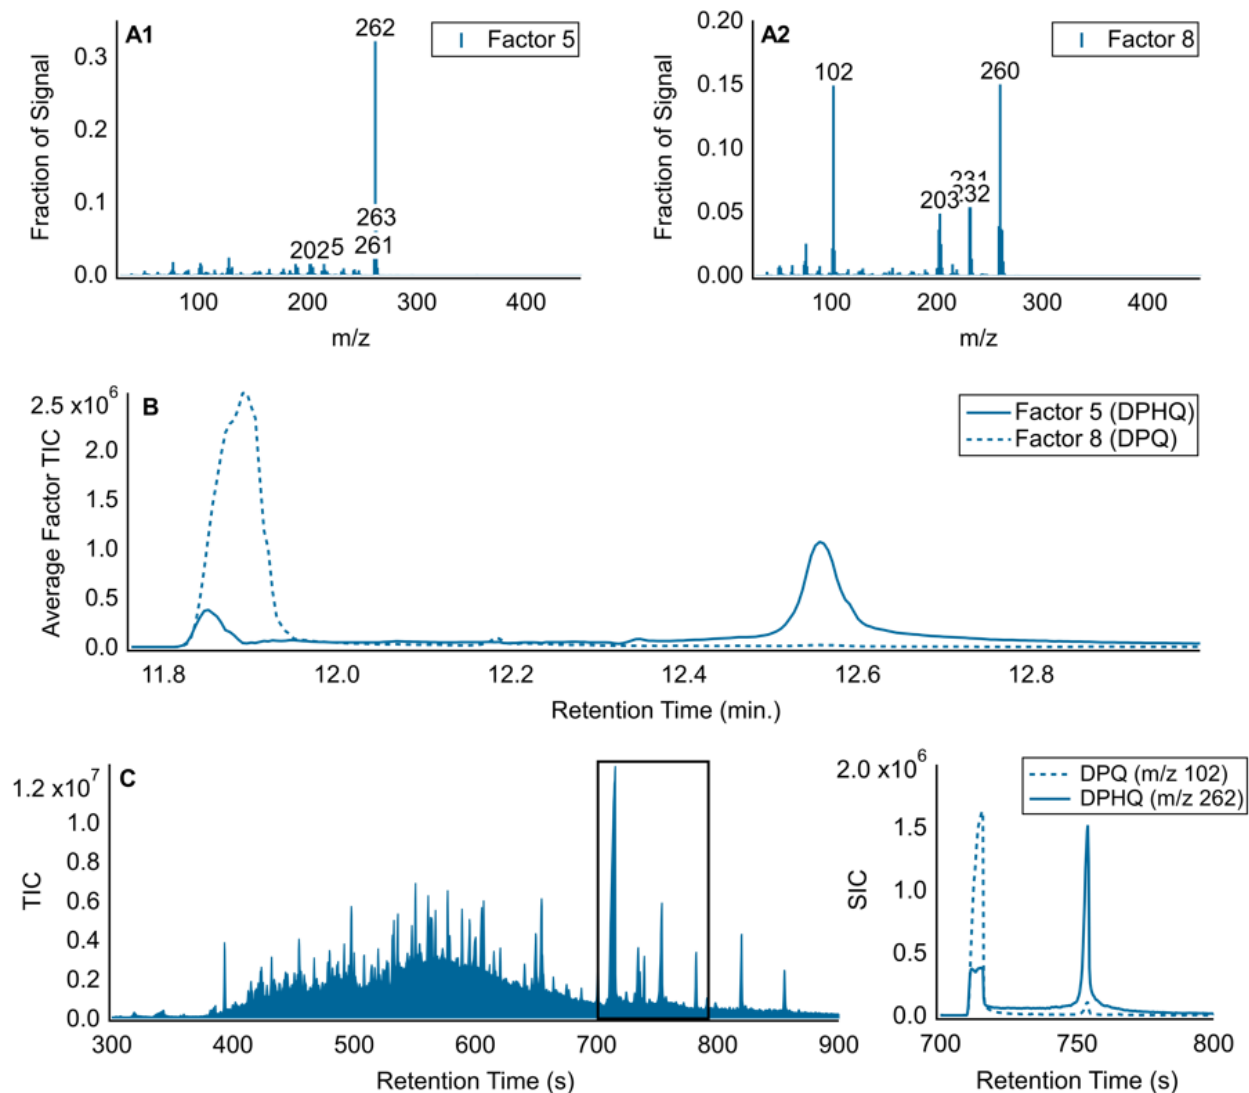 A1
262
Factor 5
0.3
0.2
0.1
0.0
Fraction of Signal
263
2025 261
100 200 300 400
m/z
A2
Factor 8
0.20
0.15
0.10
0.05
0.00
Fraction of Signal
102
260
231
203 232
100 200 300 400
m/z
B
2.5 x10⁶
2.0
1.5
1.0
0.5
0.0
Average Factor TIC
Factor 5 (DPHQ)
Factor 8 (DPQ)
11.8 12.0 12.2 12.4 12.6 12.8
Retention Time (min.)
C
1.2 x10⁷
1.0
0.8
0.6
0.4
0.2
0.0
TIC
300 400 500 600 700 800 900
Retention Time (s)
2.0 x10⁶
1.5
1.0
0.5
0.0
SIC
DPQ (m/z 102)
DPHQ (m/z 262)
700 750 800
Retention Time (s)